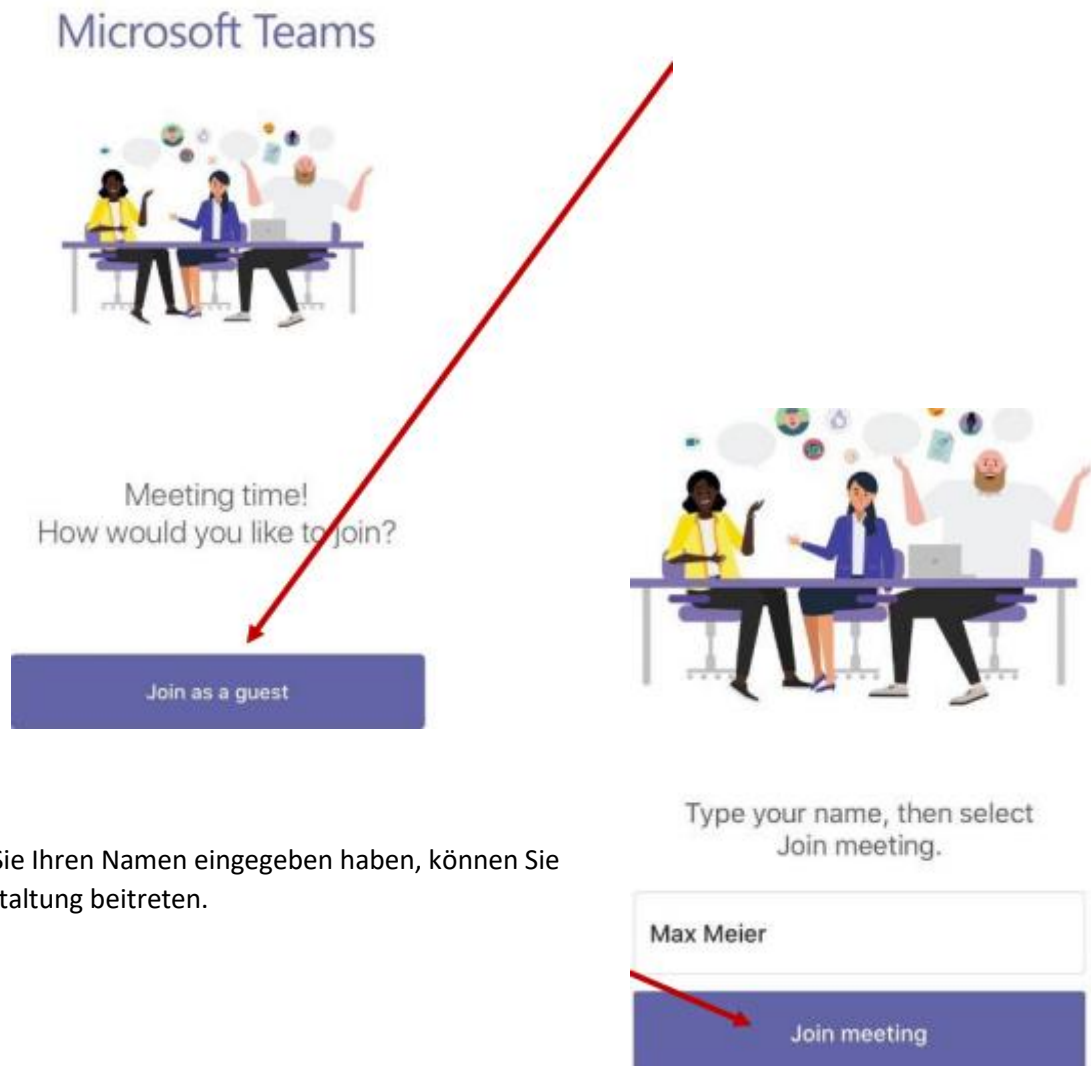 Microsoft Teams
Meeting time!
How would you like to join?
Join as a guest
Sie Ihren Namen eingegeben haben, können Sie
taltung beitreten.
Type your name, then select
Join meeting.
Max Meier
Join meeting